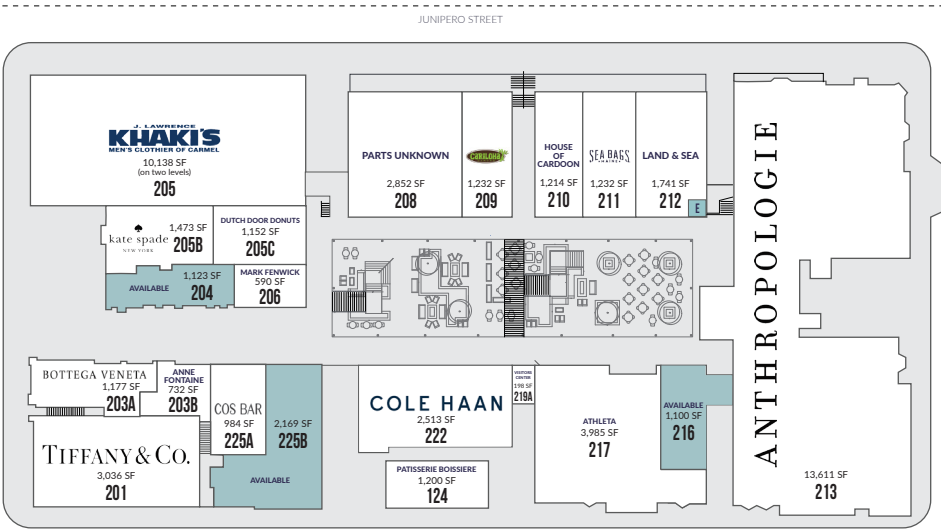 JUNIPERO STREET
J. LAWRENCE
KHAKI'S
MEN'S CLOTHIER OF CARMEL
10,138 SF
(on two levels)
205
kate spade
NEW YORK
1,473 SF
205B
DUTCH DOOR DONUTS
1,152 SF
205C
AVAILABLE
1,123 SF
204
MARK FENWICK
590 SF
206
PARTS UNKNOWN
2,852 SF
208
CARILOHA
1,232 SF
209
HOUSE
OF
CARDOON
1,214 SF
210
SEA BAGS
MAINE
1,232 SF
211
LAND & SEA
1,741 SF
212
E
ANTHROPOLOGIE
13,611 SF
213
BOTTEGA VENETA
1,177 SF
203A
ANNE
FONTAINE
732 SF
203B
TIFFANY & CO.
3,036 SF
201
COS BAR
984 SF
225A
2,169 SF
225B
AVAILABLE
COLE HAAN
2,513 SF
222
VISITORS
CENTER
198 SF
219A
PATISSERIE BOISSIERE
1,200 SF
124
ATHLETA
3,985 SF
217
AVAILABLE
1,100 SF
216